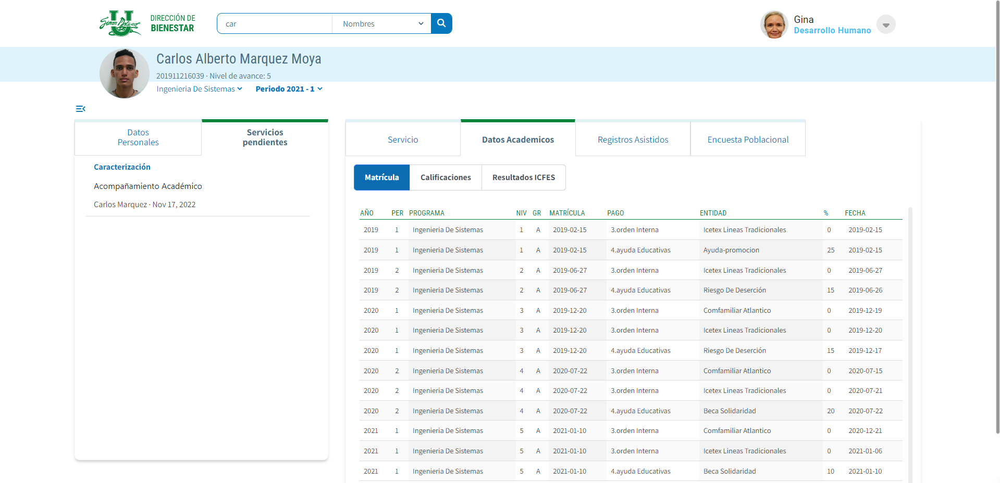 Simón Bolívar
U
DIRECCIÓN DE
BIENESTAR
car
Nombres
Gina
Desarrollo Humano
Carlos Alberto Marquez Moya
201911216039 · Nivel de avance: 5
Ingenieria De Sistemas
Periodo 2021 - 1
Datos
Personales
Servicios
pendientes
Caracterización
Acompañamiento Académico
Carlos Marquez · Nov 17, 2022
Servicio
Datos Academicos
Registros Asistidos
Encuesta Poblacional
Matrícula
Calificaciones
Resultados ICFES
AÑO PER PROGRAMA NIV GR MATRÍCULA PAGO ENTIDAD % FECHA
2019 1 Ingenieria De Sistemas 1 A 2019-02-15 3.orden Interna Icetex Lineas Tradicionales 0 2019-02-15
2019 1 Ingenieria De Sistemas 1 A 2019-02-15 4.ayuda Educativas Ayuda-promocion 25 2019-02-15
2019 2 Ingenieria De Sistemas 2 A 2019-06-27 3.orden Interna Icetex Lineas Tradicionales 0 2019-06-27
2019 2 Ingenieria De Sistemas 2 A 2019-06-27 4.ayuda Educativas Riesgo De Deserción 15 2019-06-26
2020 1 Ingenieria De Sistemas 3 A 2019-12-20 3.orden Interna Comfamiliar Atlantico 0 2019-12-19
2020 1 Ingenieria De Sistemas 3 A 2019-12-20 3.orden Interna Icetex Lineas Tradicionales 0 2019-12-20
2020 1 Ingenieria De Sistemas 3 A 2019-12-20 4.ayuda Educativas Riesgo De Deserción 15 2019-12-17
2020 2 Ingenieria De Sistemas 4 A 2020-07-22 3.orden Interna Comfamiliar Atlantico 0 2020-07-15
2020 2 Ingenieria De Sistemas 4 A 2020-07-22 3.orden Interna Icetex Lineas Tradicionales 0 2020-07-21
2020 2 Ingenieria De Sistemas 4 A 2020-07-22 4.ayuda Educativas Beca Solidaridad 20 2020-07-22
2021 1 Ingenieria De Sistemas 5 A 2021-01-10 3.orden Interna Comfamiliar Atlantico 0 2020-12-21
2021 1 Ingenieria De Sistemas 5 A 2021-01-10 3.orden Interna Icetex Lineas Tradicionales 0 2021-01-06
2021 1 Ingenieria De Sistemas 5 A 2021-01-10 4.ayuda Educativas Beca Solidaridad 10 2021-01-10